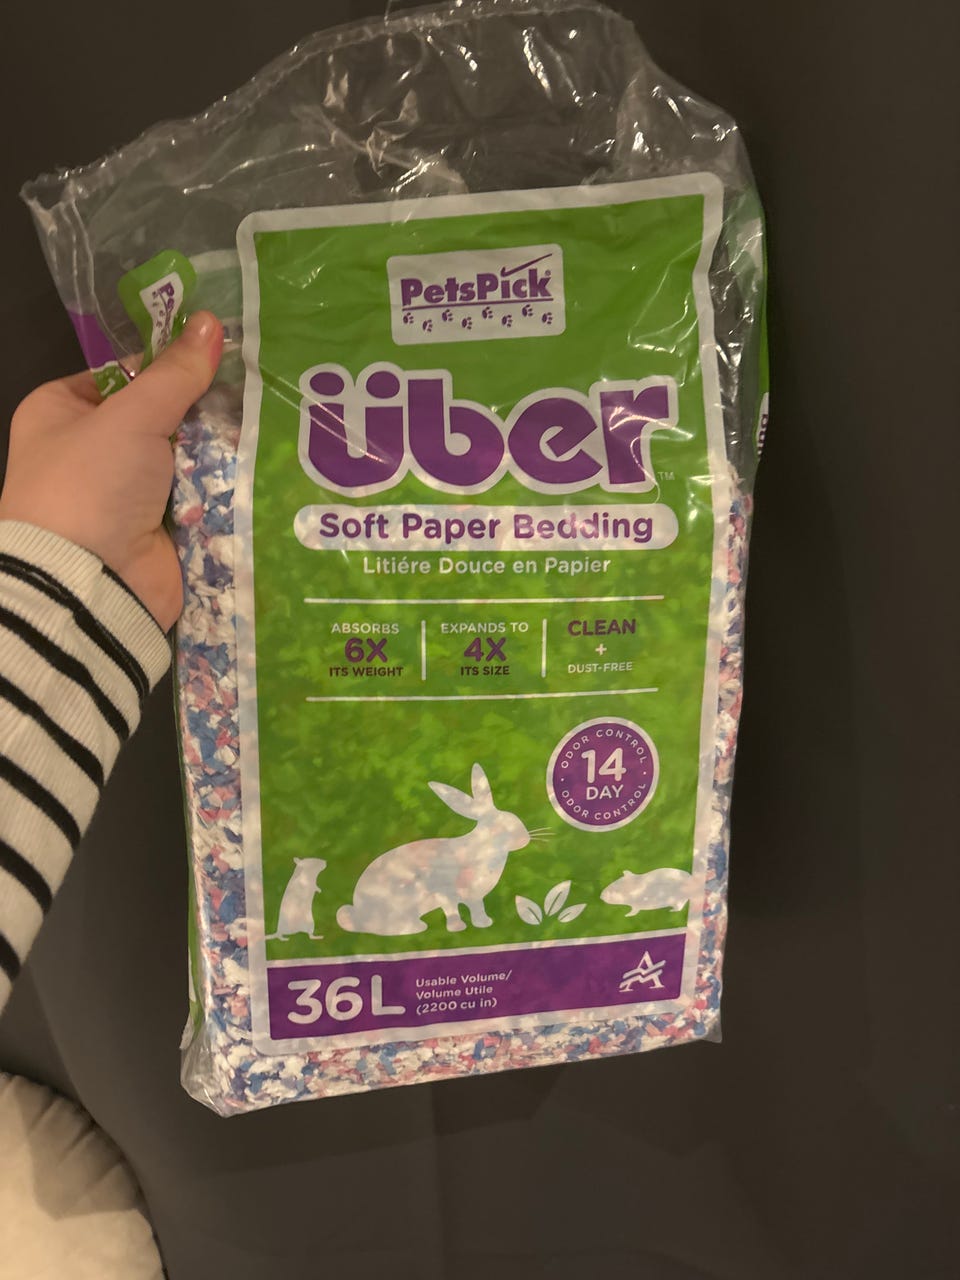 PetsPick
über™
Soft Paper Bedding
Litiére Douce en Papier
ABSORBS
6X
ITS WEIGHT
EXPANDS TO
4X
ITS SIZE
CLEAN
+
DUST-FREE
ODOR CONTROL
14
DAY
ODOR CONTROL
36L
Usable Volume/
Volume Utile
(2200 cu in)